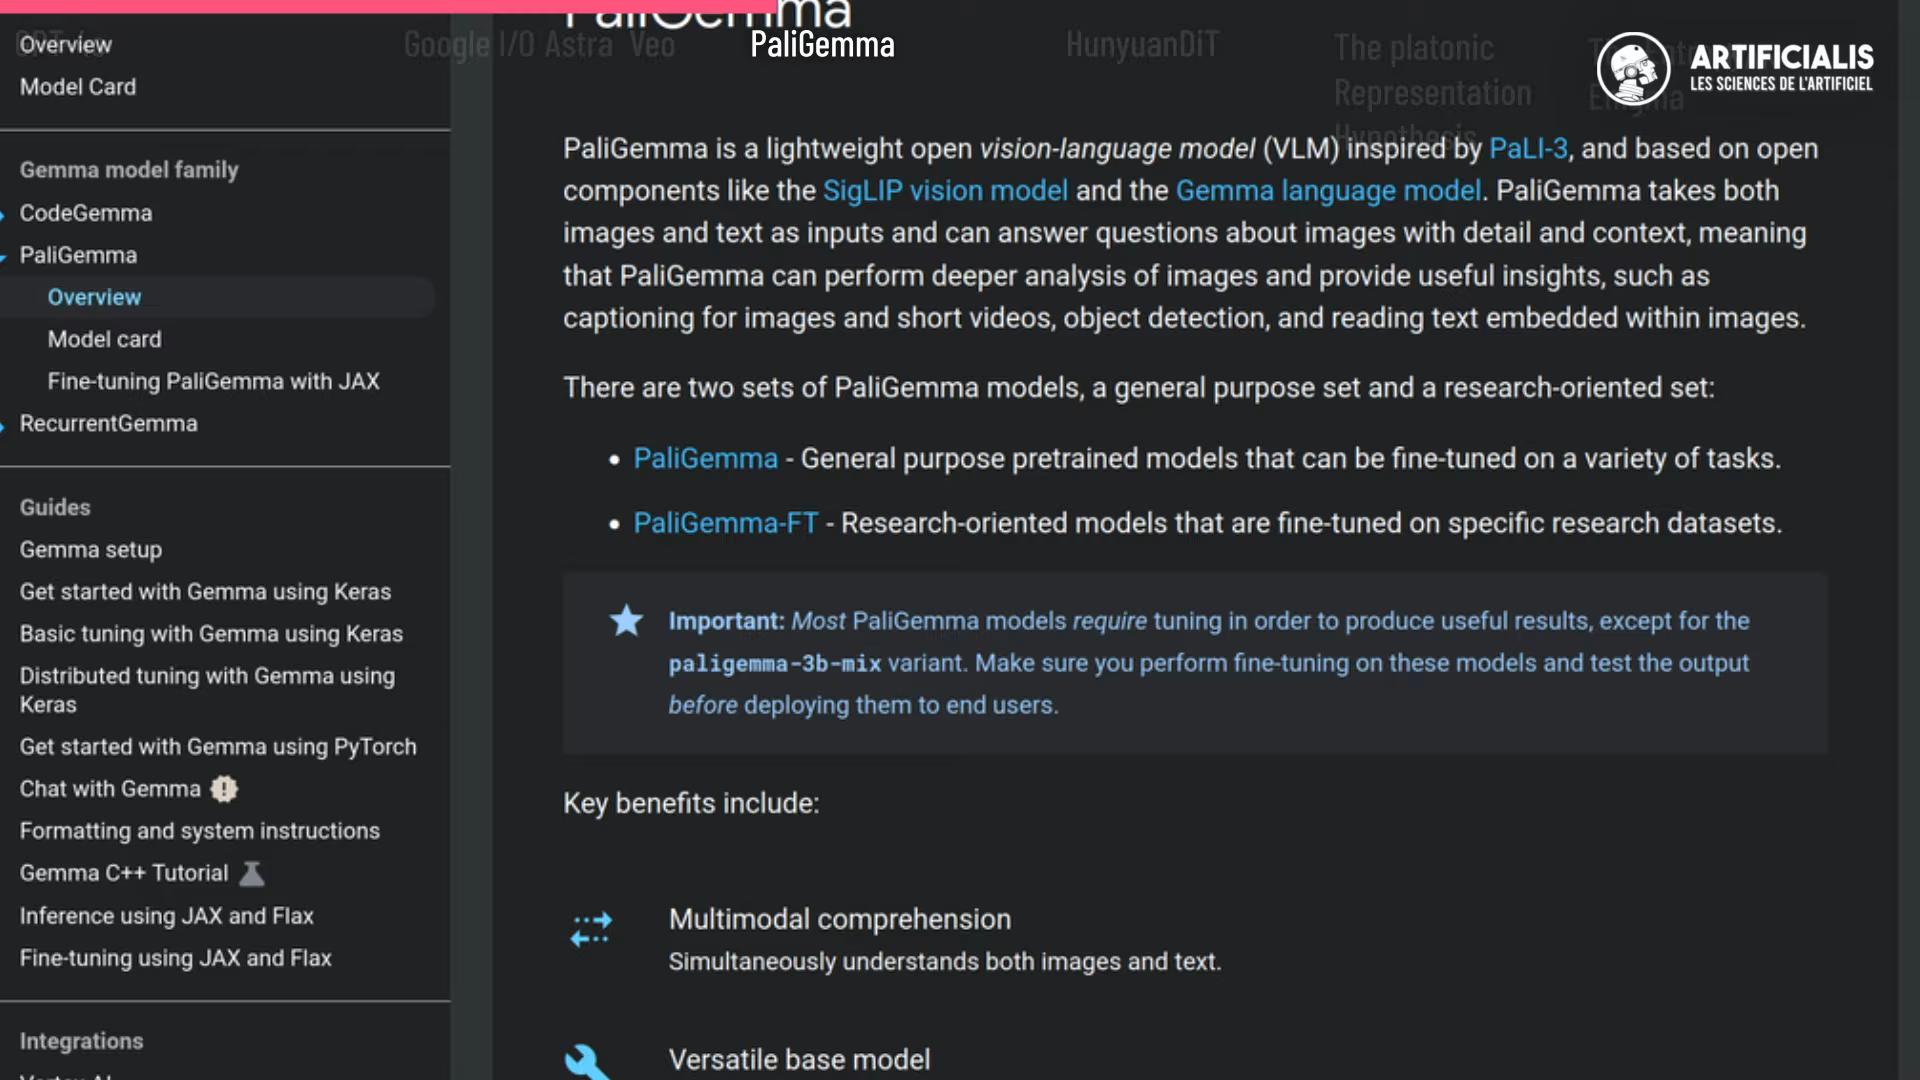 PaliGemma
Google I/O Astra Veo
PaliGemma
HunyuanDiT
The platonic
Representation
Hypothesis
ARTIFICIALIS
LES SCIENCES DE L'ARTIFICIEL
Overview
Model Card
Gemma model family
CodeGemma
PaliGemma
Overview
Model card
Fine-tuning PaliGemma with JAX
RecurrentGemma
Guides
Gemma setup
Get started with Gemma using Keras
Basic tuning with Gemma using Keras
Distributed tuning with Gemma using
Keras
Get started with Gemma using PyTorch
Chat with Gemma
Formatting and system instructions
Gemma C++ Tutorial
Inference using JAX and Flax
Fine-tuning using JAX and Flax
Integrations
PaliGemma is a lightweight open vision-language model (VLM) inspired by PaLI-3, and based on open
components like the SigLIP vision model and the Gemma language model. PaliGemma takes both
images and text as inputs and can answer questions about images with detail and context, meaning
that PaliGemma can perform deeper analysis of images and provide useful insights, such as
captioning for images and short videos, object detection, and reading text embedded within images.
There are two sets of PaliGemma models, a general purpose set and a research-oriented set:
• PaliGemma - General purpose pretrained models that can be fine-tuned on a variety of tasks.
• PaliGemma-FT - Research-oriented models that are fine-tuned on specific research datasets.
Important: Most PaliGemma models require tuning in order to produce useful results, except for the
paligemma-3b-mix variant. Make sure you perform fine-tuning on these models and test the output
before deploying them to end users.
Key benefits include:
Multimodal comprehension
Simultaneously understands both images and text.
Versatile base model